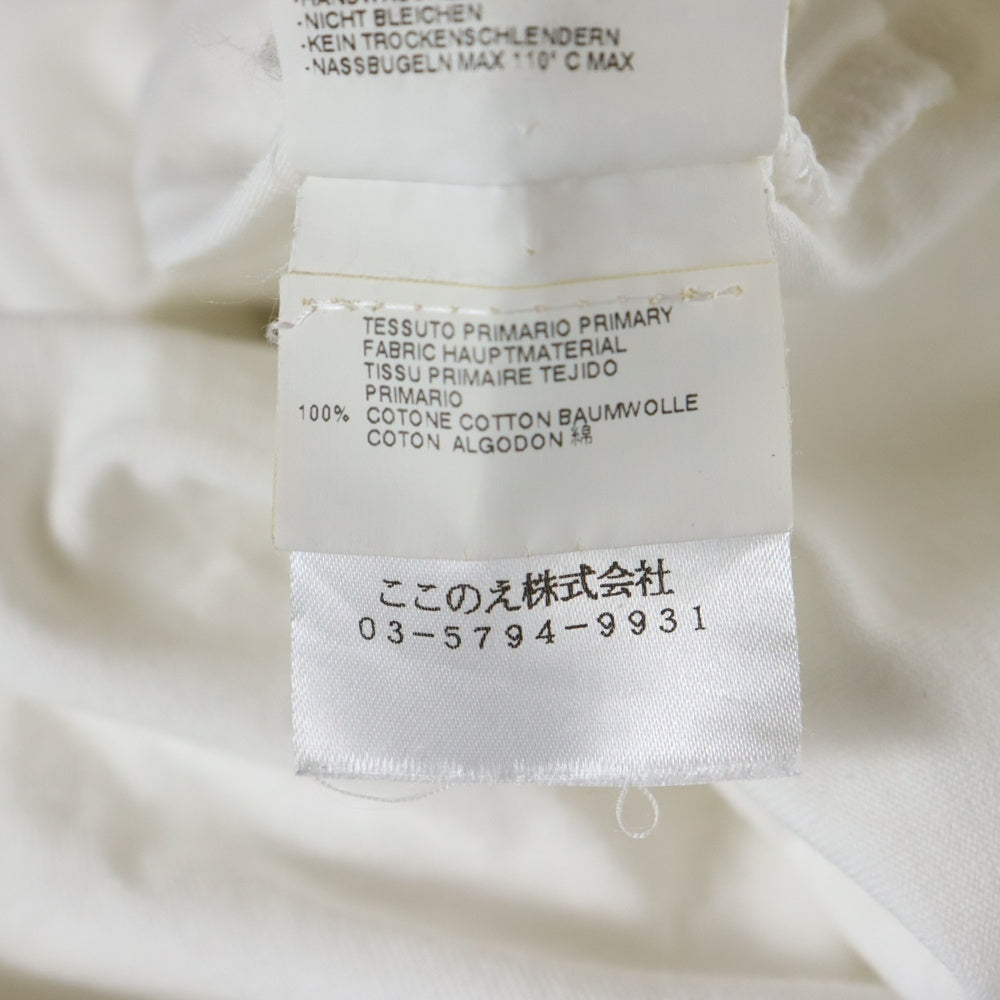 -NICHT BLEICHEN
-KEIN TROCKENSCHLENDERN
-NASSBUGELN MAX 110° C MAX
TESSUTO PRIMARIO PRIMARY
FABRIC HAUPTMATERIAL
TISSU PRIMAIRE TEJIDO
PRIMARIO
100% COTONE COTTON BAUMWOLLE
COTON ALGODON 綿
ここのえ株式会社
03-5794-9931